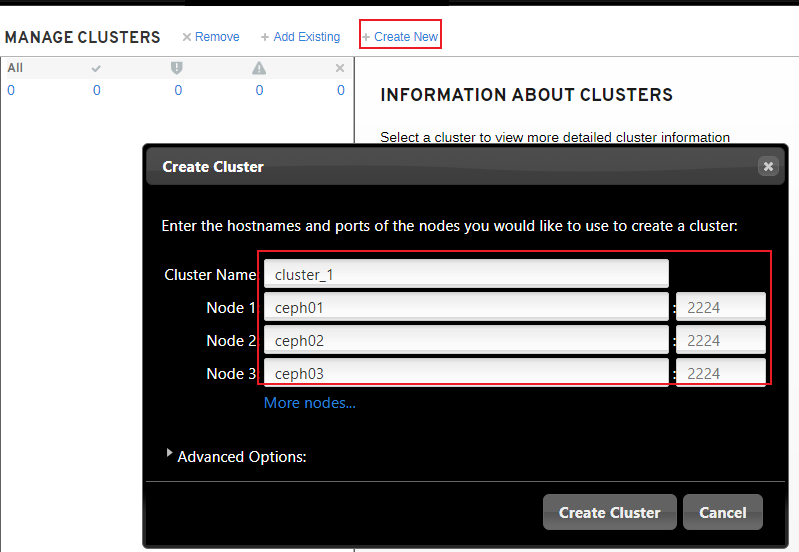 MANAGE CLUSTERS × Remove + Add Existing + Create New
All
0 0 0 0 0
INFORMATION ABOUT CLUSTERS
Select a cluster to view more detailed cluster information
Create Cluster
Enter the hostnames and ports of the nodes you would like to use to create a cluster:
Cluster Name cluster_1
Node 1 ceph01 : 2224
Node 2 ceph02 : 2224
Node 3 ceph03 : 2224
More nodes...
Advanced Options:
Create Cluster Cancel